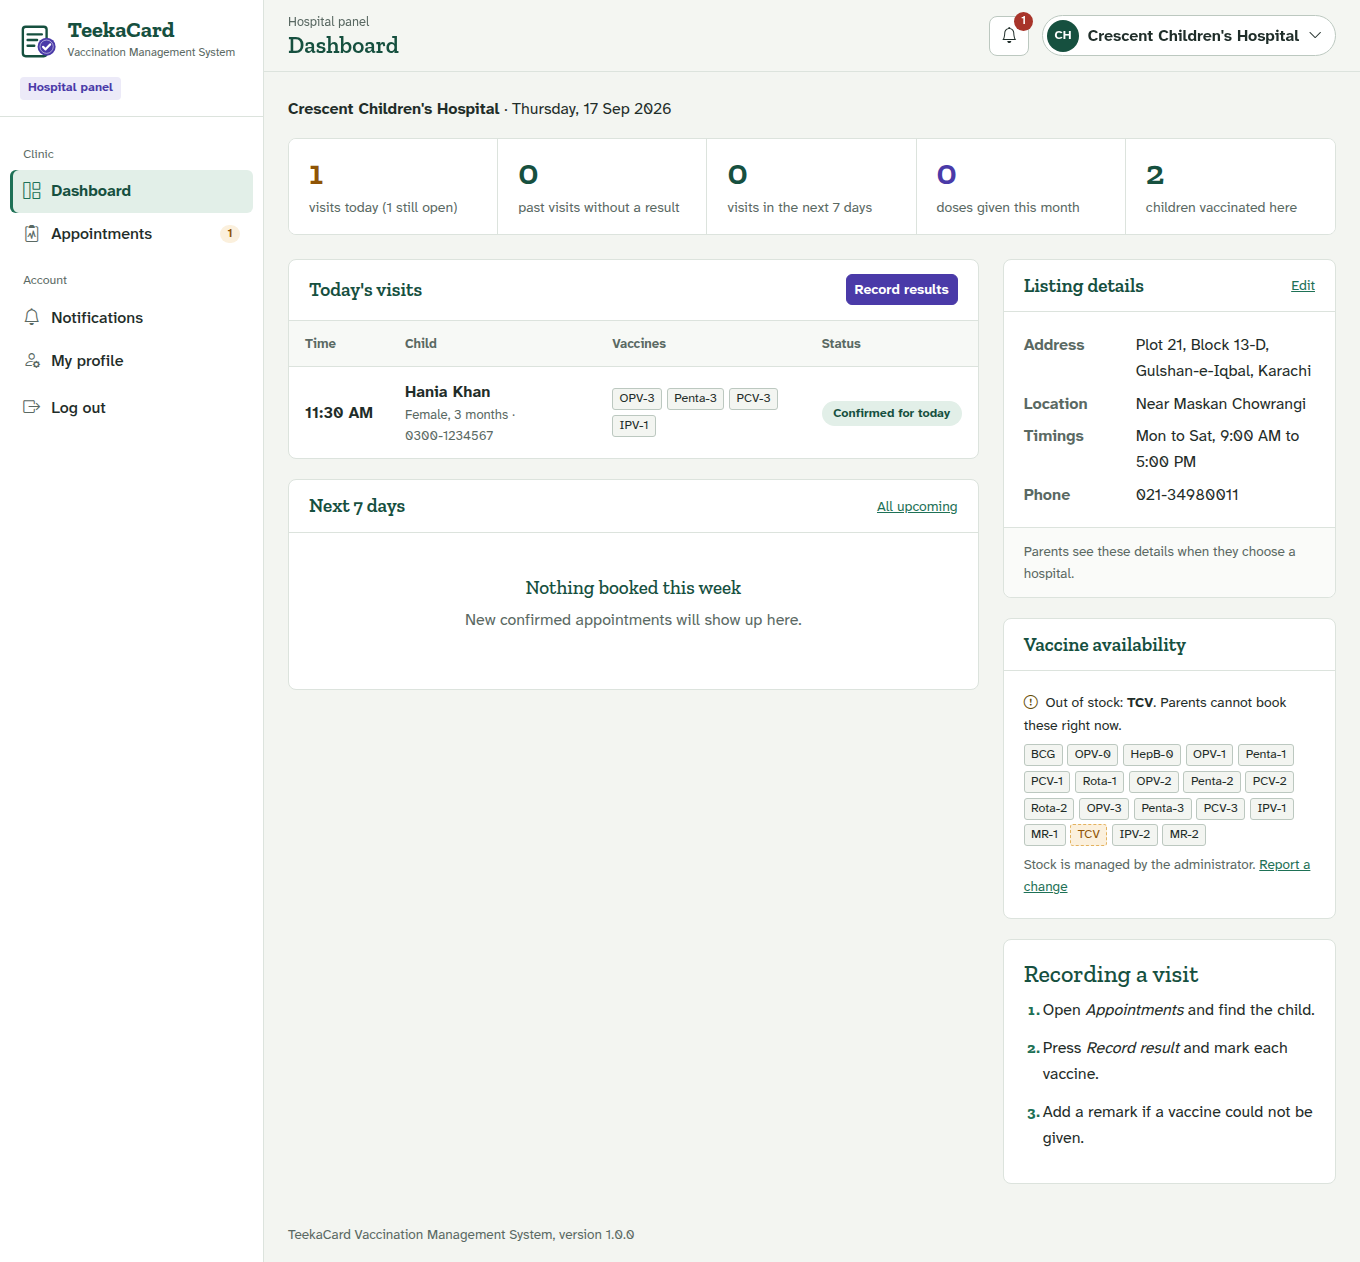 TeekaCard
Vaccination Management System
Hospital panel
Clinic
Dashboard
Appointments 1
Account
Notifications
My profile
Log out
Hospital panel
Dashboard
1
CH Crescent Children's Hospital
Crescent Children's Hospital · Thursday, 17 Sep 2026
1
visits today (1 still open)
0
past visits without a result
0
visits in the next 7 days
0
doses given this month
2
children vaccinated here
Today's visits
Record results
Time Child Vaccines Status
11:30 AM
Hania Khan
Female, 3 months ·
0300-1234567
OPV-3 Penta-3 PCV-3
IPV-1
Confirmed for today
Next 7 days
All upcoming
Nothing booked this week
New confirmed appointments will show up here.
Listing details
Edit
Address Plot 21, Block 13-D,
Gulshan-e-Iqbal, Karachi
Location Near Maskan Chowrangi
Timings Mon to Sat, 9:00 AM to
5:00 PM
Phone 021-34980011
Parents see these details when they choose a
hospital.
Vaccine availability
Out of stock: TCV. Parents cannot book
these right now.
BCG OPV-0 HepB-0 OPV-1 Penta-1
PCV-1 Rota-1 OPV-2 Penta-2 PCV-2
Rota-2 OPV-3 Penta-3 PCV-3 IPV-1
MR-1 TCV IPV-2 MR-2
Stock is managed by the administrator. Report a
change
Recording a visit
1. Open Appointments and find the child.
2. Press Record result and mark each
vaccine.
3. Add a remark if a vaccine could not be
given.
TeekaCard Vaccination Management System, version 1.0.0